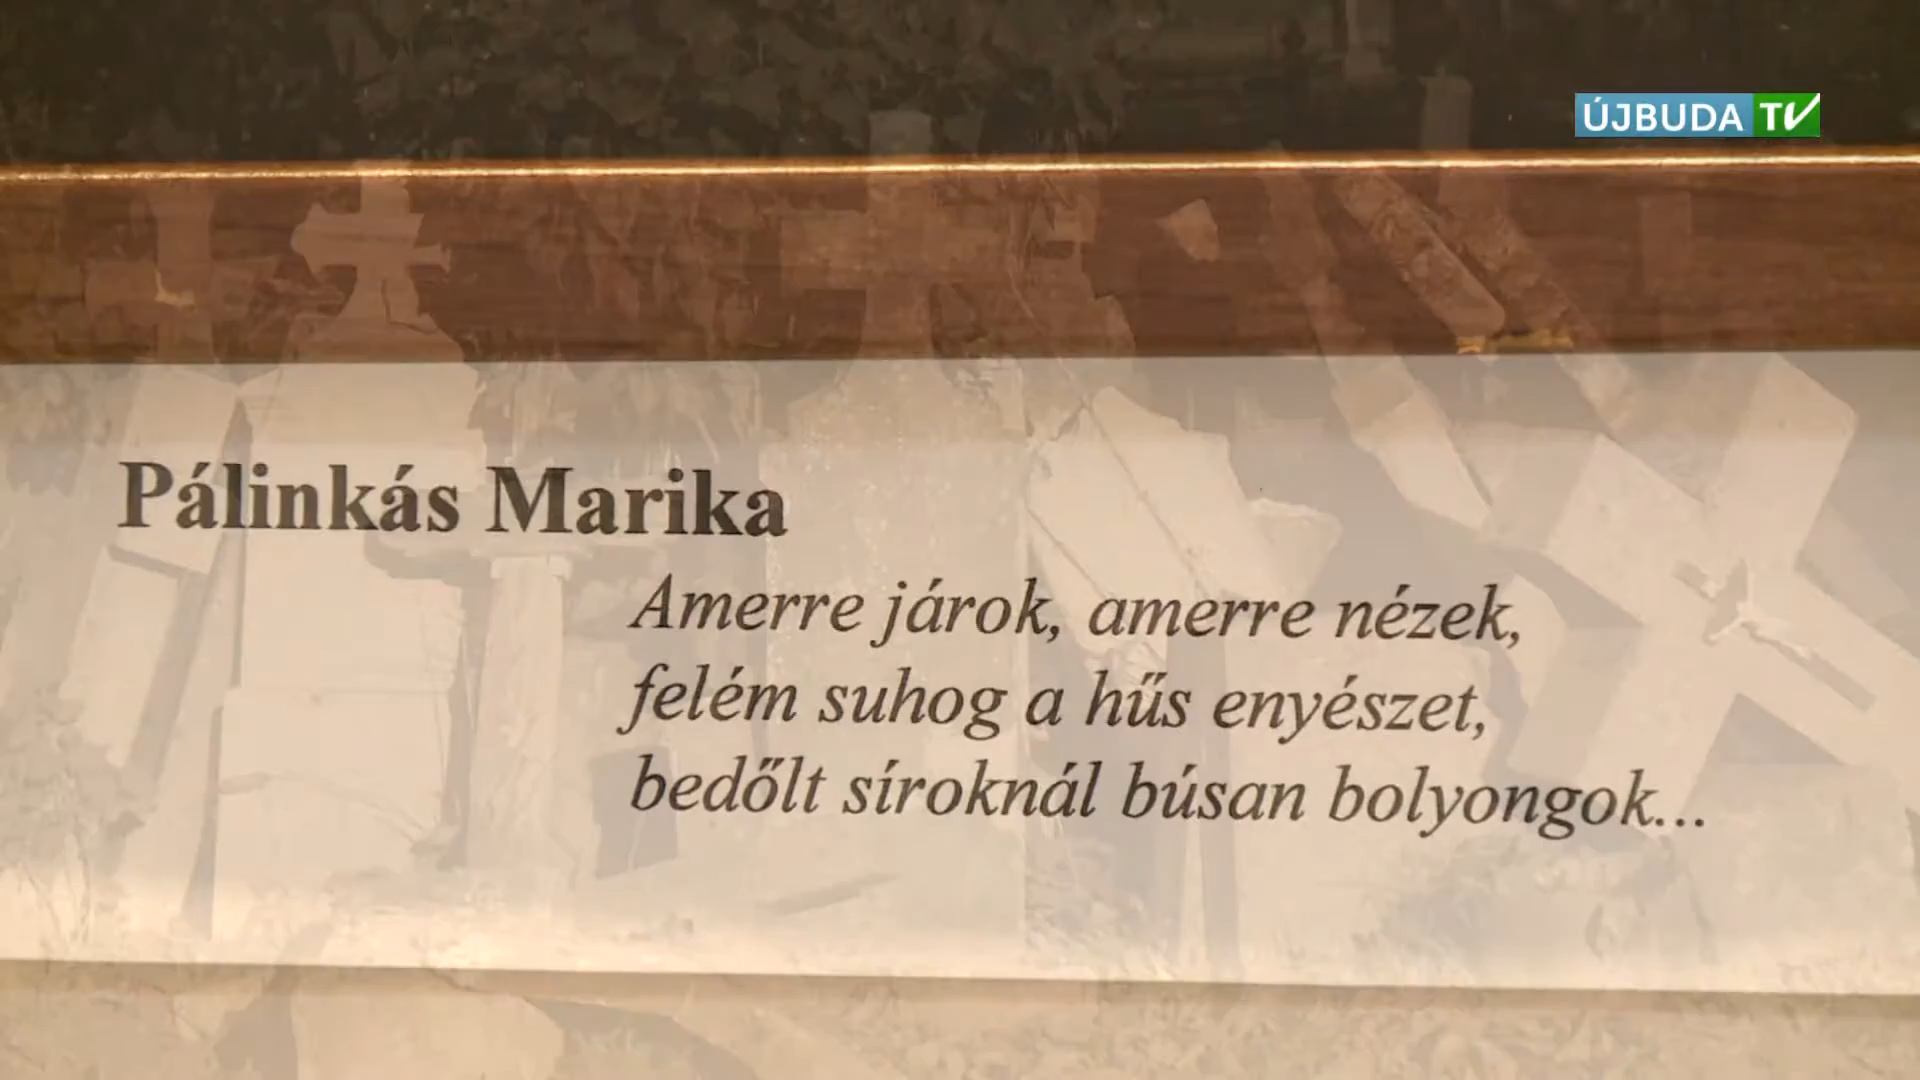 ÚJBUDA TV
Pálinkás Marika
Amerre járok, amerre nézek,
felém suhog a hűs enyészet,
bedőlt síroknál búsan bolyongok...